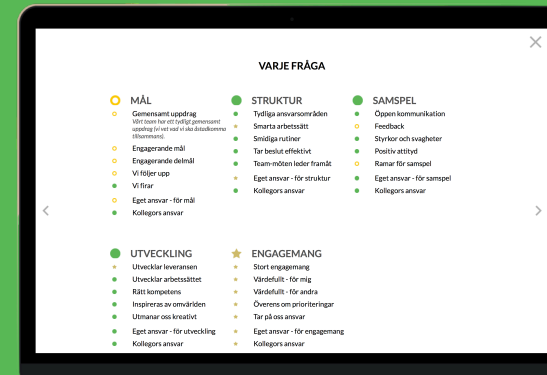 VARJE FRÅGA
MÅL
Gemensamt uppdrag
Vårt team har ett tydligt gemensamt
uppdrag (vi vet vad vi ska åstadkomma
tillsammans).
Engagerande mål
Engagerande delmål
Vi följer upp
Vi firar
Eget ansvar - för mål
Kollegors ansvar
STRUKTUR
Tydliga ansvarsområden
Smarta arbetssätt
Smidiga rutiner
Tar beslut effektivt
Team-möten leder framåt
Eget ansvar - för struktur
Kollegors ansvar
SAMSPEL
Öppen kommunikation
Feedback
Styrkor och svagheter
Positiv attityd
Ramar för samspel
Eget ansvar - för samspel
Kollegors ansvar
UTVECKLING
Utvecklar leveransen
Utvecklar arbetssättet
Rätt kompetens
Inspireras av omvärlden
Utmanar oss kreativt
Eget ansvar - för utveckling
Kollegors ansvar
ENGAGEMANG
Stort engagemang
Värdefullt - för mig
Värdefullt - för andra
Överens om prioriteringar
Tar på oss ansvar
Eget ansvar - för engagemang
Kollegors ansvar